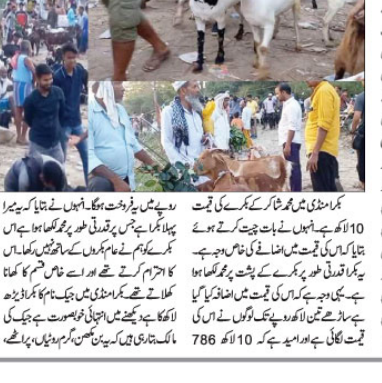 بکرا منڈی میں محمد شاکر کے بکرے کی قیمت
10 لاکھ ہے۔ انہوں نے بات چیت کرتے ہوئے
بتایا کہ اس کی قیمت میں اضافے کی خاص وجہ ہے۔
یہ بکرا قدرتی طور پر بکرے کے پشت پر محمد لکھا ہوا
ہے۔ یہی وجہ ہے کہ اس کی قیمت میں اضافہ کیا گیا
ہے ساڑھے تین لاکھ روپے تک لوگوں نے اس کی
قیمت لگائی ہے اور امید ہے کہ 10 لاکھ 786
روپے میں یہ فروخت ہوگا۔ انہوں نے بتایا کہ یہ میرا
پہلا بکرا ہے جس پر قدرتی طور پر محمد لکھا ہوا ہے اس
بکرے کو ہم نے عام بکروں کے ساتھ نہیں رکھا۔ اس
کا احترام کرتے تھے اور اسے خاص قسم کا کھانا
کھلاتے تھے۔ بکرا منڈی میں جیک نام کا بکرا ڈیڑھ
لاکھ کا ہے دیکھنے میں انتہائی خوبصورت ہے جیک کی
مالک بتا رہی ہیں کہ یہ بن مکھن، گرم روٹیاں، پراٹھے،